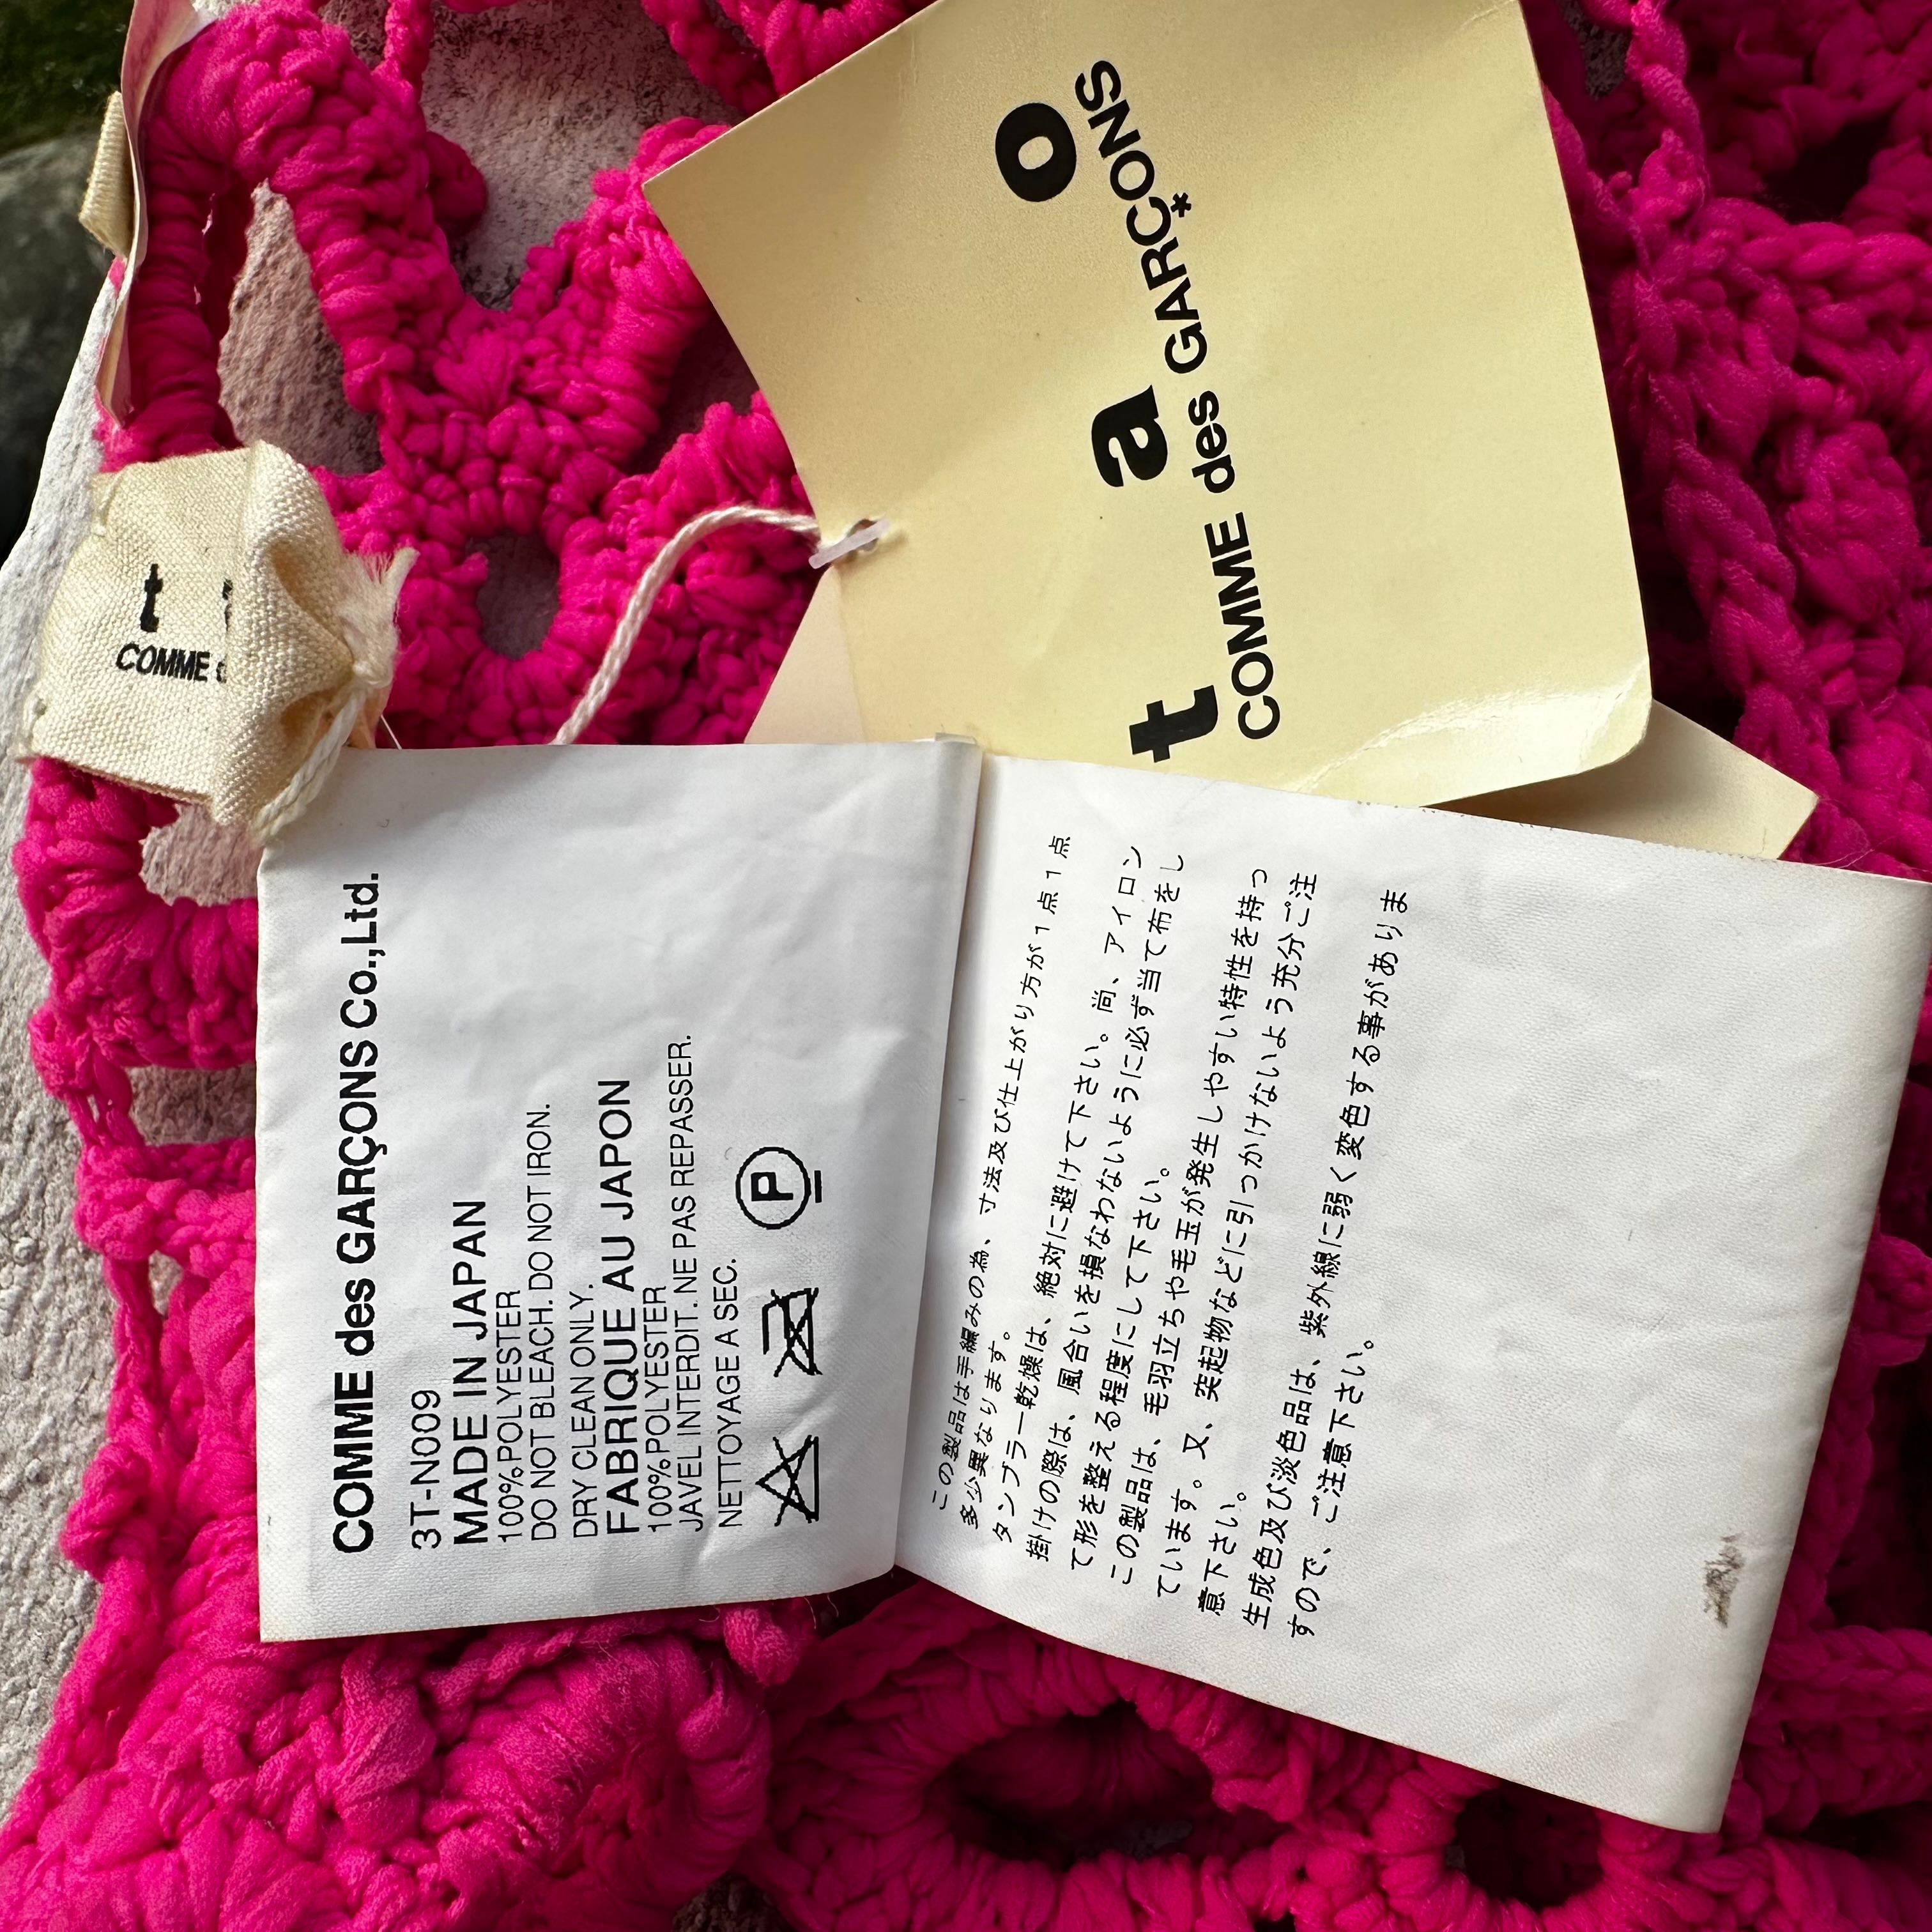 t a o
COMME des GARÇONS
t
COMME
COMME des GARÇONS Co.,Ltd.
3T-N009
MADE IN JAPAN
100%POLYESTER
DO NOT BLEACH. DO NOT IRON.
DRY CLEAN ONLY.
FABRIQUE AU JAPON
100%POLYESTER
JAVEL INTERDIT. NE PAS REPASSER.
NETTOYAGE A SEC.
P
この製品は手編みの為、寸法及び仕上がり方が1点1点
多少異なります。
タンブラー乾燥は、絶対に避けて下さい。尚、アイロン
掛けの際は、風合いを損なわないように必ず当て布をし
て形を整える程度にして下さい。
この製品は、毛羽立ちや毛玉が発生しやすい特性を持っ
ています。又、突起物などに引っかけないよう充分ご注
意下さい。
生成色及び淡色品は、紫外線に弱く変色する事がありま
すので、ご注意下さい。